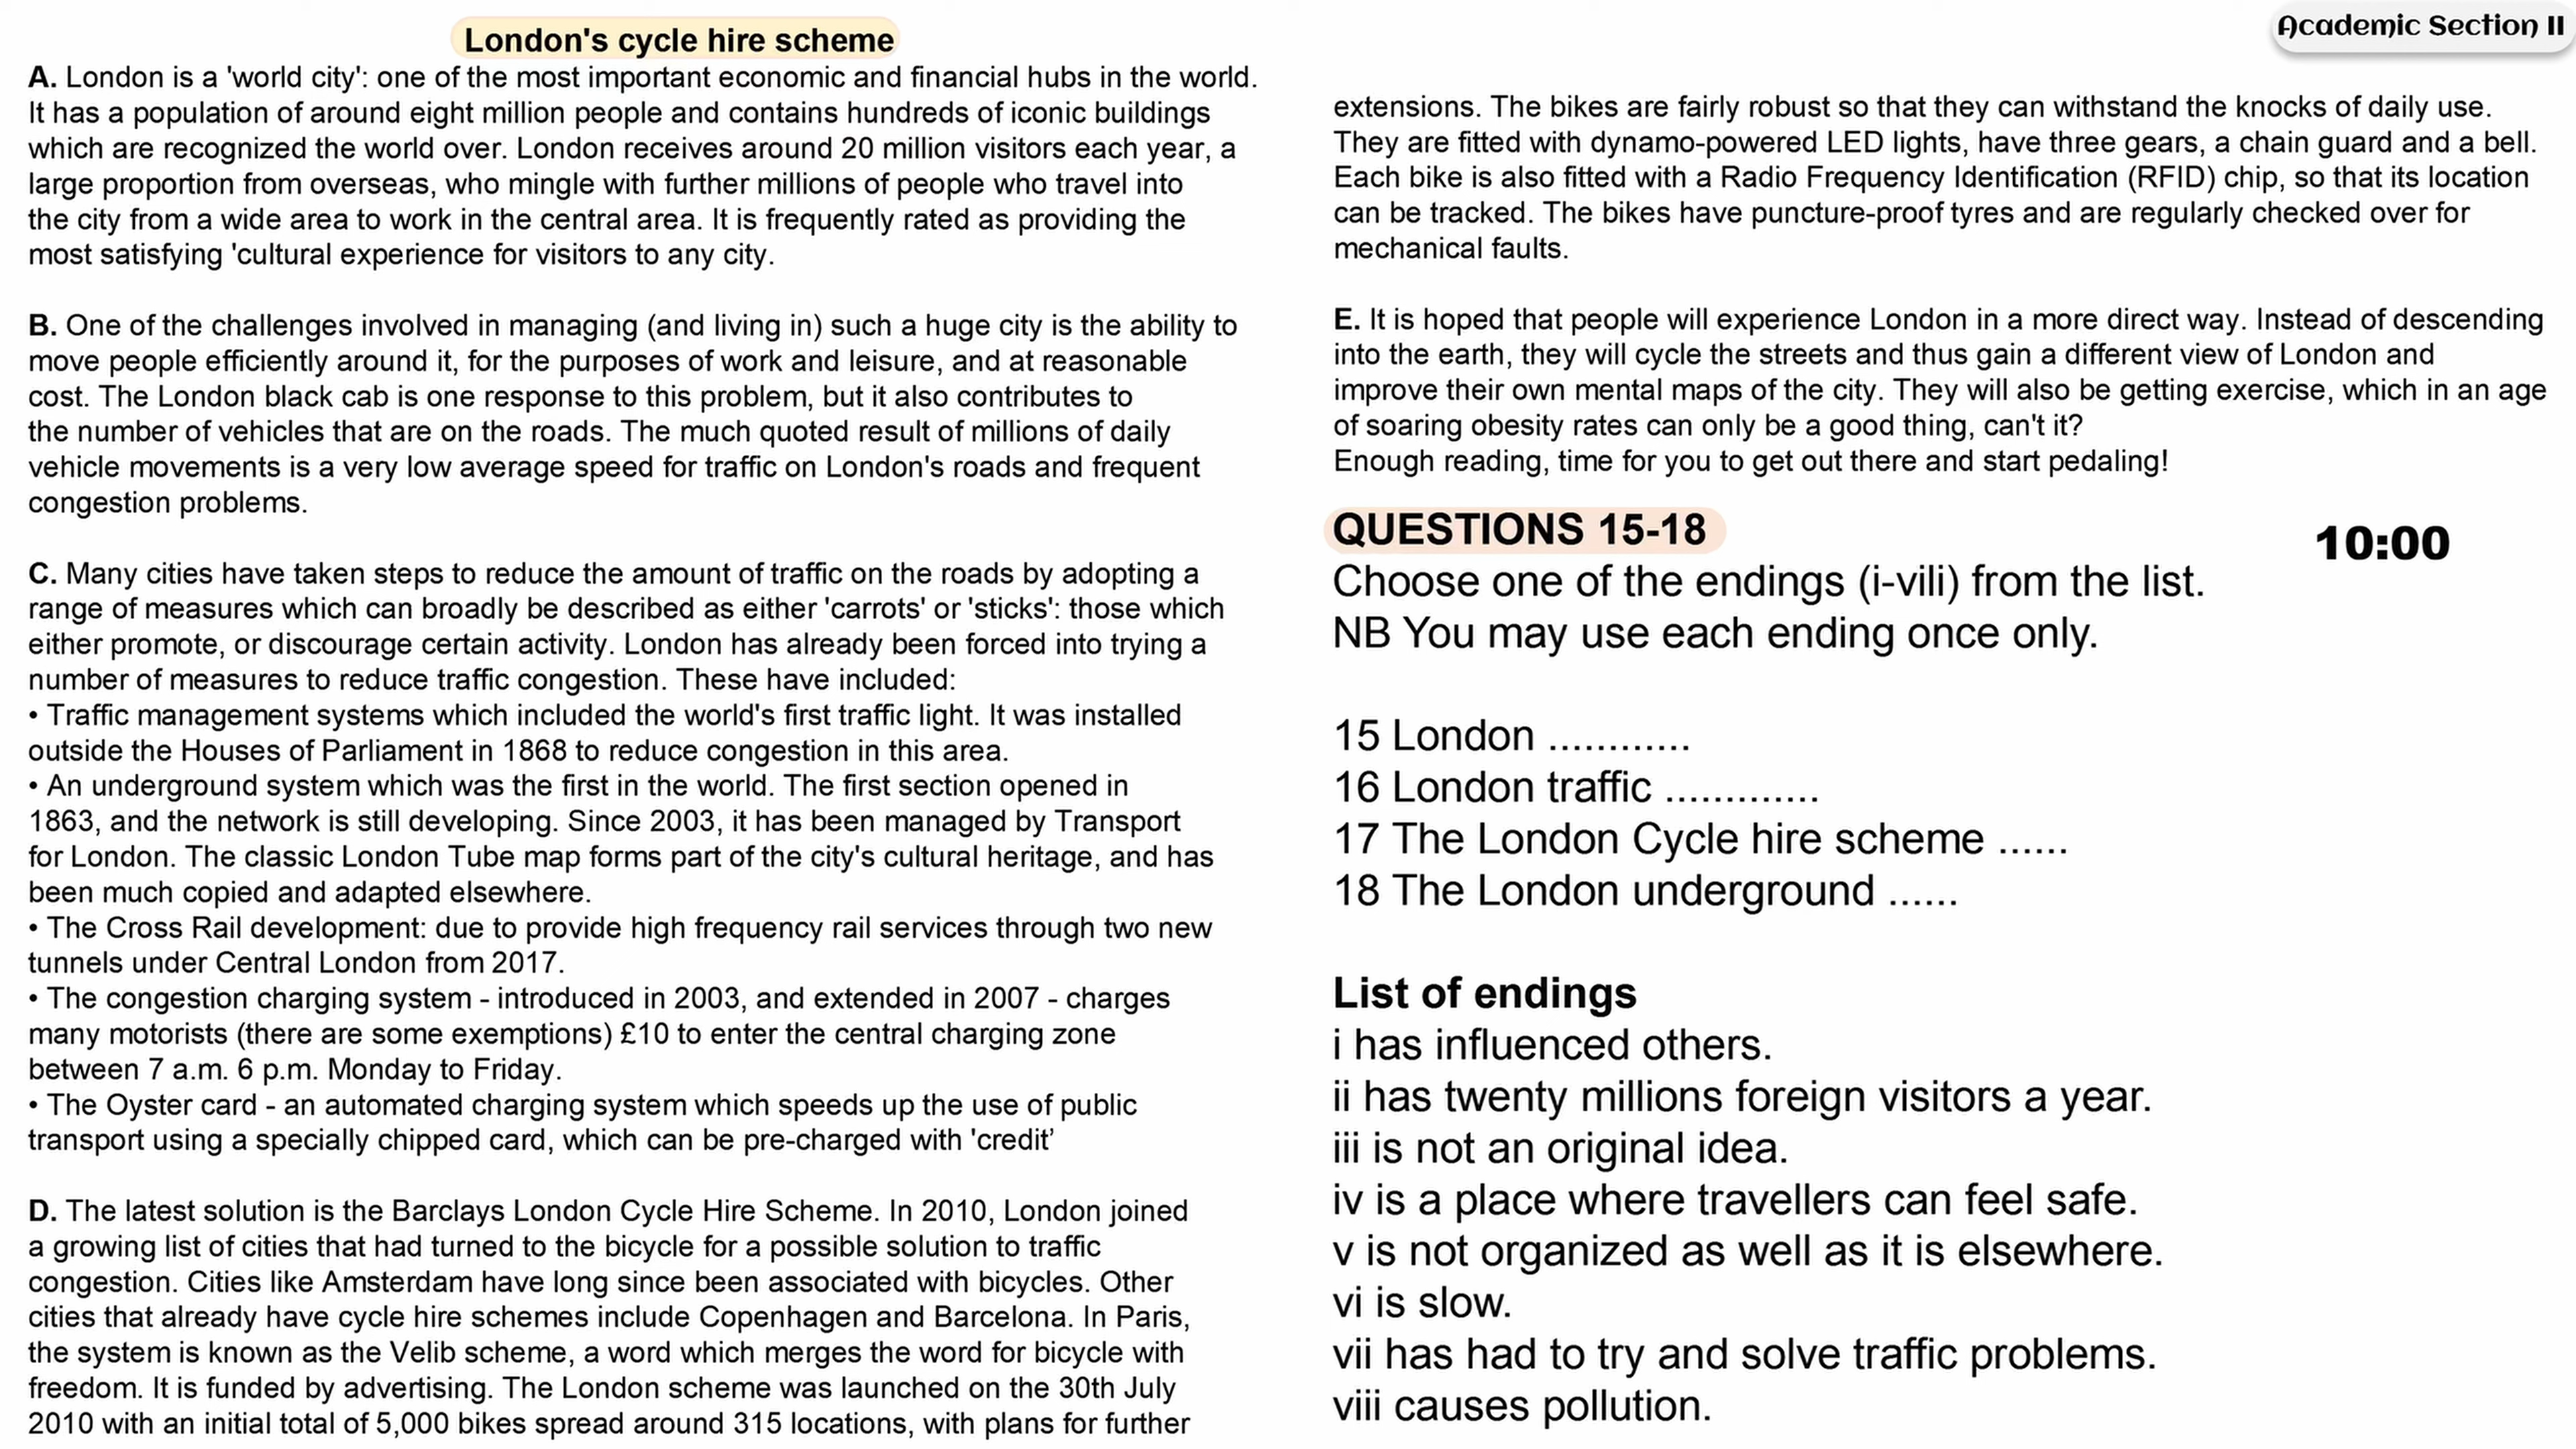 London's cycle hire scheme
A. London is a 'world city': one of the most important economic and financial hubs in the world.
It has a population of around eight million people and contains hundreds of iconic buildings
which are recognized the world over. London receives around 20 million visitors each year, a
large proportion from overseas, who mingle with further millions of people who travel into
the city from a wide area to work in the central area. It is frequently rated as providing the
most satisfying 'cultural experience for visitors to any city.
B. One of the challenges involved in managing (and living in) such a huge city is the ability to
move people efficiently around it, for the purposes of work and leisure, and at reasonable
cost. The London black cab is one response to this problem, but it also contributes to
the number of vehicles that are on the roads. The much quoted result of millions of daily
vehicle movements is a very low average speed for traffic on London's roads and frequent
congestion problems.
C. Many cities have taken steps to reduce the amount of traffic on the roads by adopting a
range of measures which can broadly be described as either 'carrots' or 'sticks': those which
either promote, or discourage certain activity. London has already been forced into trying a
number of measures to reduce traffic congestion. These have included:
• Traffic management systems which included the world's first traffic light. It was installed
outside the Houses of Parliament in 1868 to reduce congestion in this area.
• An underground system which was the first in the world. The first section opened in
1863, and the network is still developing. Since 2003, it has been managed by Transport
for London. The classic London Tube map forms part of the city's cultural heritage, and has
been much copied and adapted elsewhere.
• The Cross Rail development: due to provide high frequency rail services through two new
tunnels under Central London from 2017.
• The congestion charging system - introduced in 2003, and extended in 2007 - charges
many motorists (there are some exemptions) £10 to enter the central charging zone
between 7 a.m. 6 p.m. Monday to Friday.
• The Oyster card - an automated charging system which speeds up the use of public
transport using a specially chipped card, which can be pre-charged with 'credit’
D. The latest solution is the Barclays London Cycle Hire Scheme. In 2010, London joined
a growing list of cities that had turned to the bicycle for a possible solution to traffic
congestion. Cities like Amsterdam have long since been associated with bicycles. Other
cities that already have cycle hire schemes include Copenhagen and Barcelona. In Paris,
the system is known as the Velib scheme, a word which merges the word for bicycle with
freedom. It is funded by advertising. The London scheme was launched on the 30th July
2010 with an initial total of 5,000 bikes spread around 315 locations, with plans for further
Academic Section II
extensions. The bikes are fairly robust so that they can withstand the knocks of daily use.
They are fitted with dynamo-powered LED lights, have three gears, a chain guard and a bell.
Each bike is also fitted with a Radio Frequency Identification (RFID) chip, so that its location
can be tracked. The bikes have puncture-proof tyres and are regularly checked over for
mechanical faults.
E. It is hoped that people will experience London in a more direct way. Instead of descending
into the earth, they will cycle the streets and thus gain a different view of London and
improve their own mental maps of the city. They will also be getting exercise, which in an age
of soaring obesity rates can only be a good thing, can't it?
Enough reading, time for you to get out there and start pedaling!
QUESTIONS 15-18
10:00
Choose one of the endings (i-vili) from the list.
NB You may use each ending once only.
15 London ............
16 London traffic .............
17 The London Cycle hire scheme ......
18 The London underground ......
List of endings
i has influenced others.
ii has twenty millions foreign visitors a year.
iii is not an original idea.
iv is a place where travellers can feel safe.
v is not organized as well as it is elsewhere.
vi is slow.
vii has had to try and solve traffic problems.
viii causes pollution.